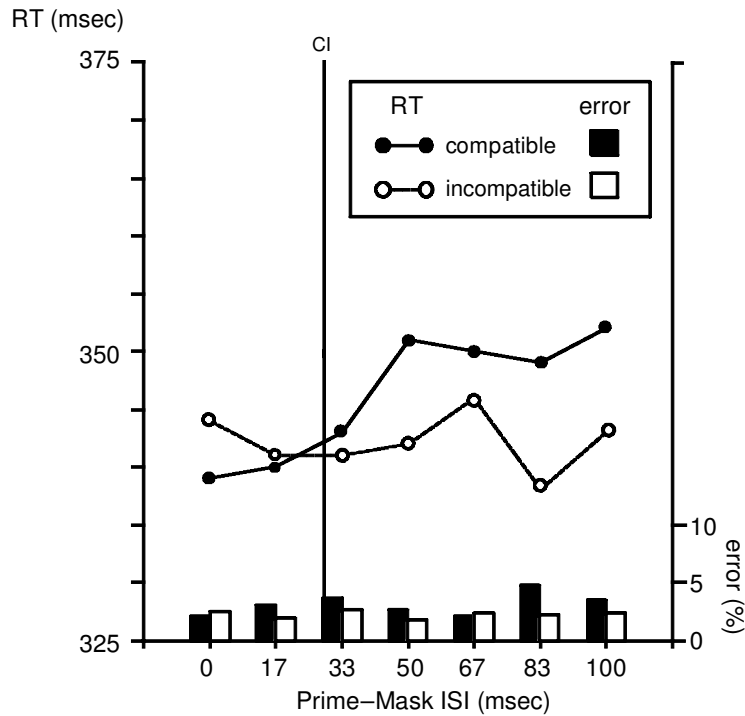 RT (msec)
CI
375
RT error
compatible
incompatible
350
10
5
325 0
error (%)
0 17 33 50 67 83 100
Prime−Mask ISI (msec)